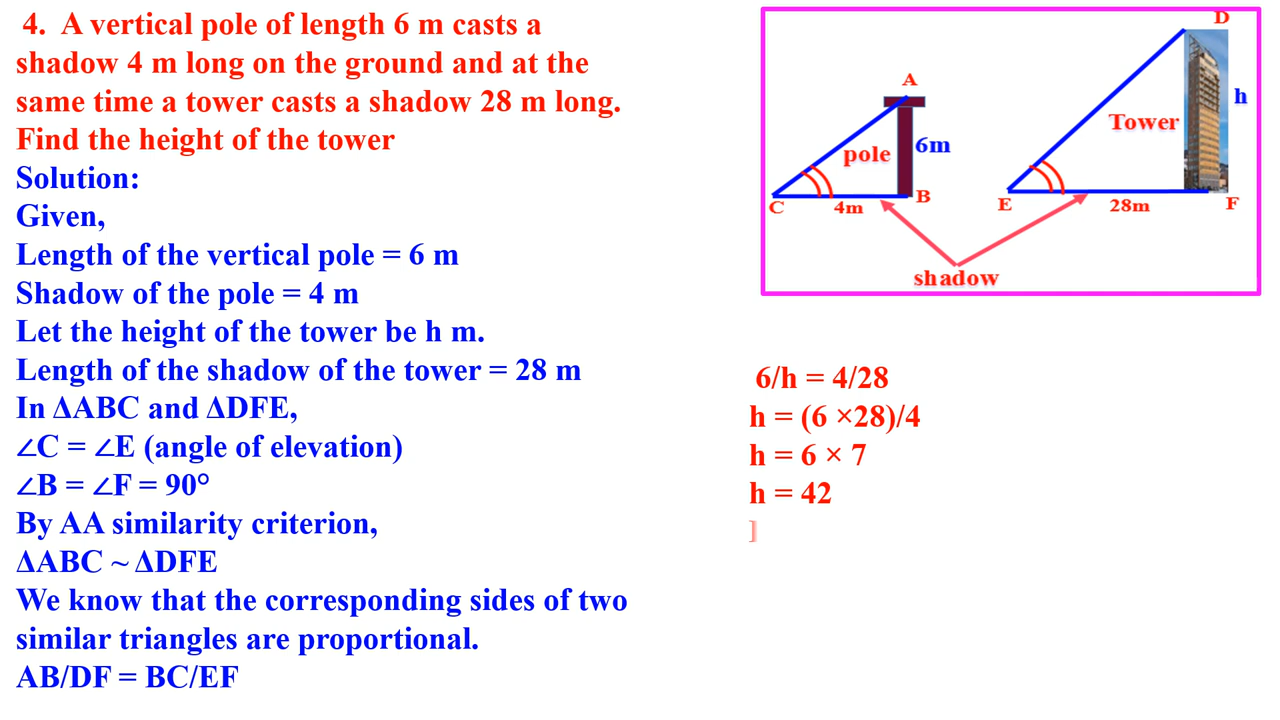 4. A vertical pole of length 6 m casts a
shadow 4 m long on the ground and at the
same time a tower casts a shadow 28 m long.
Find the height of the tower
Solution:
Given,
Length of the vertical pole = 6 m
Shadow of the pole = 4 m
Let the height of the tower be h m.
Length of the shadow of the tower = 28 m
In ΔABC and ΔDFE,
∠C = ∠E (angle of elevation)
∠B = ∠F = 90°
By AA similarity criterion,
ΔABC ~ ΔDFE
We know that the corresponding sides of two
similar triangles are proportional.
AB/DF = BC/EF
D
A
h
Tower
6m
pole
B
C
4m
E
28m
F
shadow
6/h = 4/28
h = (6 ×28)/4
h = 6 × 7
h = 42